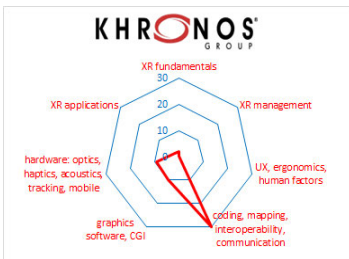 KHRONOS®
GROUP
XR fundamentals
30
XR applications
20
XR management
10
0
hardware: optics,
haptics, acoustics,
tracking, mobile
UX, ergonomics,
human factors
graphics
software, CGI
coding, mapping,
interoperability,
communication